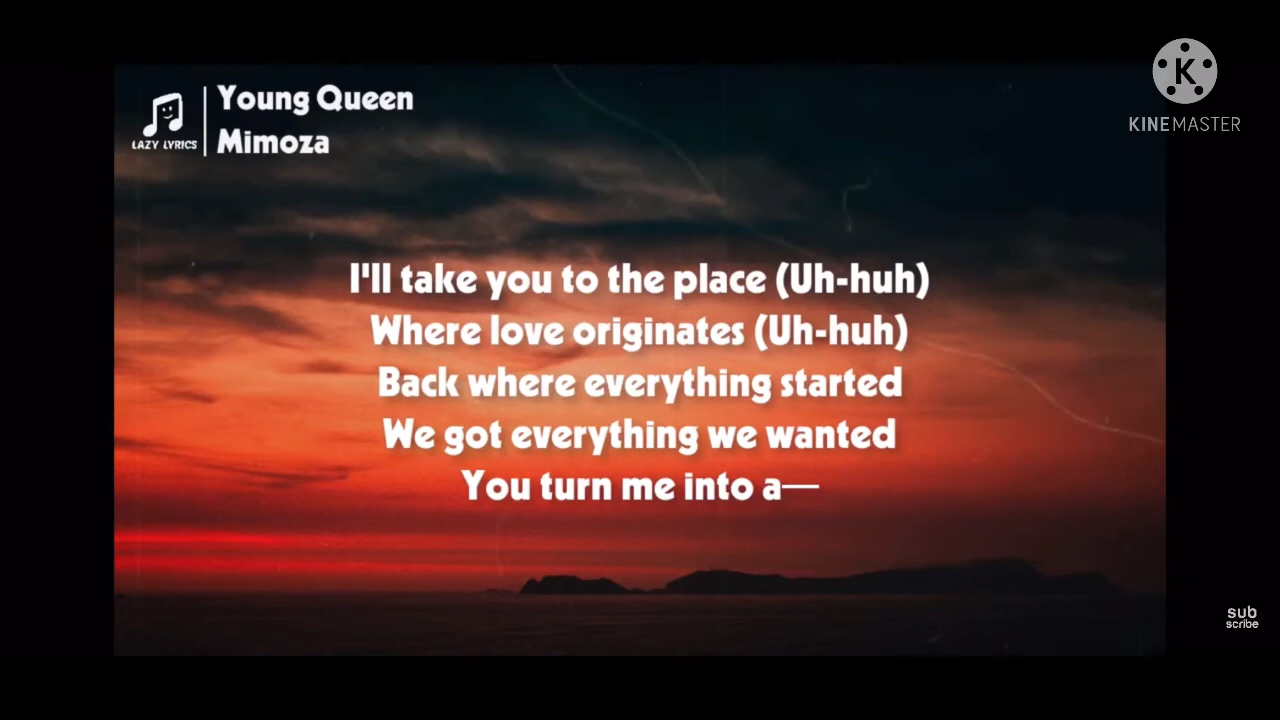 Young Queen
Mimoza
LAZY LYRICS
K
KINEMASTER
I'll take you to the place (Uh-huh)
Where love originates (Uh-huh)
Back where everything started
We got everything we wanted
You turn me into a—
sub
scribe